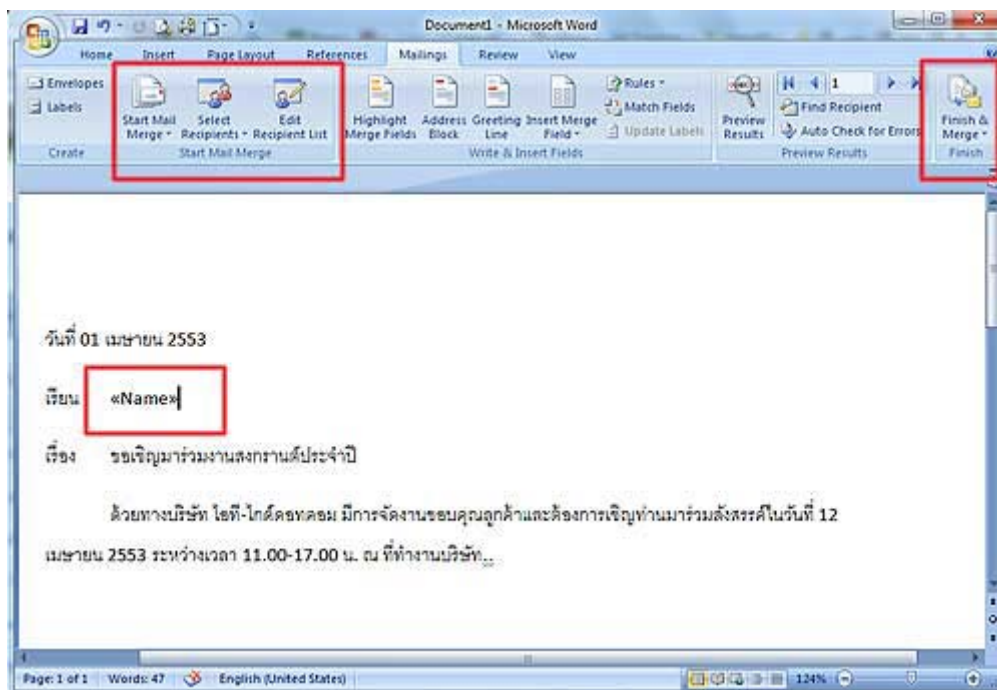 Document1 - Microsoft Word
Home Insert Page Layout References Mailings Review View
Envelopes
Labels
Create
Start Mail Merge
Select Recipients
Edit Recipient List
Start Mail Merge
Highlight Merge Fields
Address Block
Greeting Line
Insert Merge Field
Rules
Match Fields
Update Labels
Write & Insert Fields
Preview Results
1
Find Recipient
Auto Check for Errors
Preview Results
Finish & Merge
Finish
วันที่ 01 เมษายน 2553
เรียน «Name»
เรื่อง ขอเชิญมาร่วมงานสงกรานต์ประจำปี
ด้วยทางบริษัท ไอที-ไกด์ดอทคอม มีการจัดงานขอบคุณลูกค้าและต้องการเชิญท่านมาร่วมสังสรรค์ในวันที่ 12
เมษายน 2553 ระหว่างเวลา 11.00-17.00 น. ณ ที่ทำงานบริษัท..
Page: 1 of 1 Words: 47 English (United States) 124%